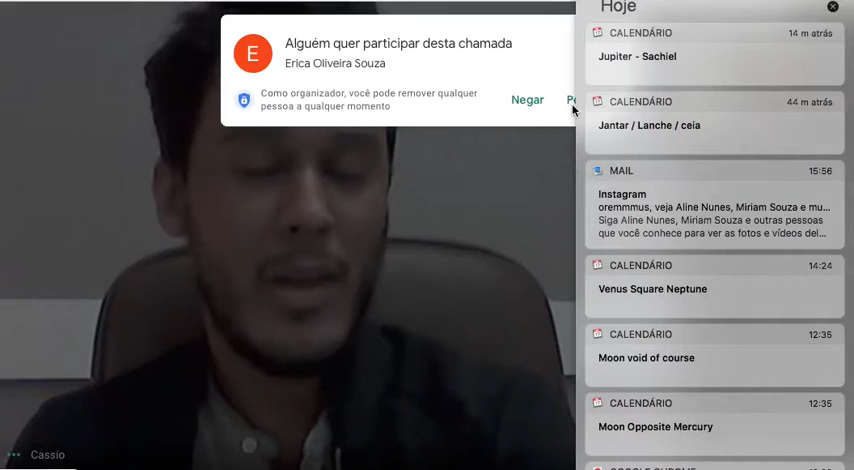 Alguém quer participar desta chamada
E
Erica Oliveira Souza
Como organizador, você pode remover qualquer
pessoa a qualquer momento
Negar
Pe
Cassio
Hoje
CALENDÁRIO 14 m atrás
Jupiter - Sachiel
CALENDÁRIO 44 m atrás
Jantar / Lanche / ceia
MAIL 15:56
Instagram
oremmmus, veja Aline Nunes, Miriam Souza e mu...
Siga Aline Nunes, Miriam Souza e outras pessoas
que você conhece para ver as fotos e vídeos del...
CALENDÁRIO 14:24
Venus Square Neptune
CALENDÁRIO 12:35
Moon void of course
CALENDÁRIO 12:35
Moon Opposite Mercury
GOOGLE CHROME